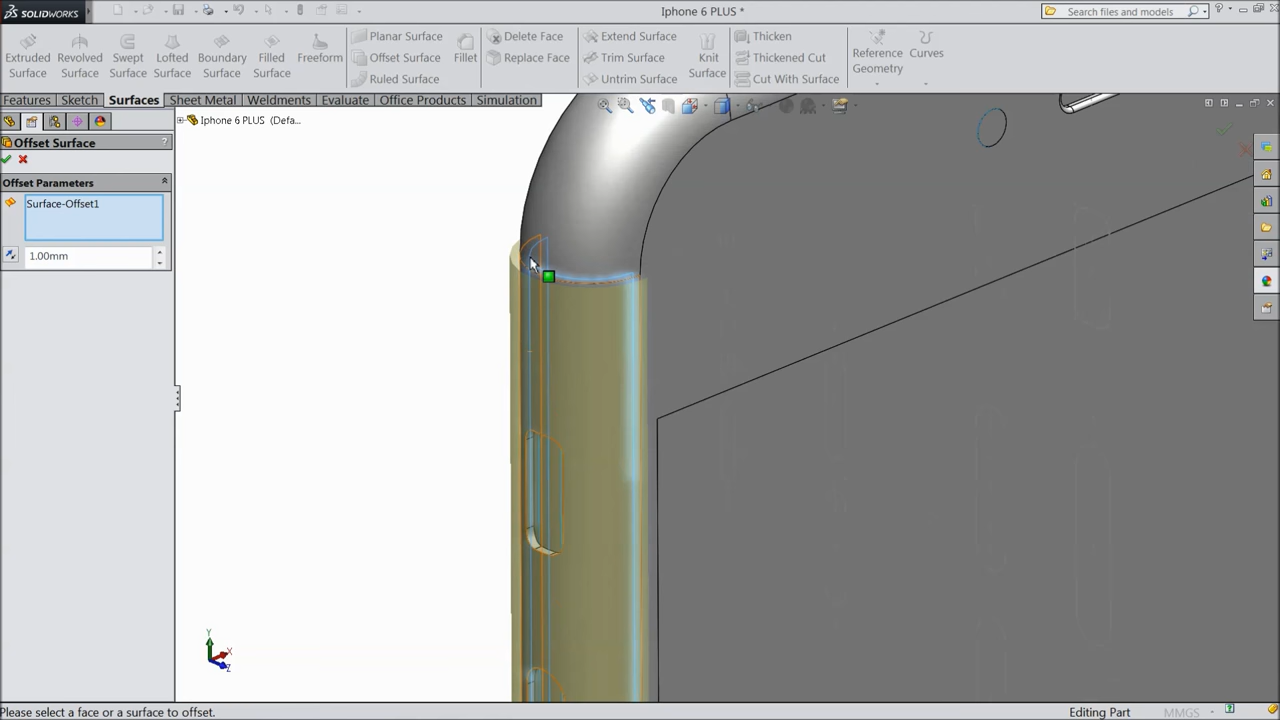 SOLIDWORKS
Iphone 6 PLUS *
Search files and models
Extruded Surface
Revolved Surface
Swept Surface
Lofted Surface
Boundary Surface
Filled Surface
Freeform
Planar Surface
Offset Surface
Ruled Surface
Fillet
Delete Face
Replace Face
Extend Surface
Trim Surface
Untrim Surface
Knit Surface
Thicken
Thickened Cut
Cut With Surface
Reference Geometry
Curves
Features
Sketch
Surfaces
Sheet Metal
Weldments
Evaluate
Office Products
Simulation
Iphone 6 PLUS (Defa...
Offset Surface
?
Offset Parameters
Surface-Offset1
1.00mm
Y
X
Z
Please select a face or a surface to offset.
Editing Part
MMGS